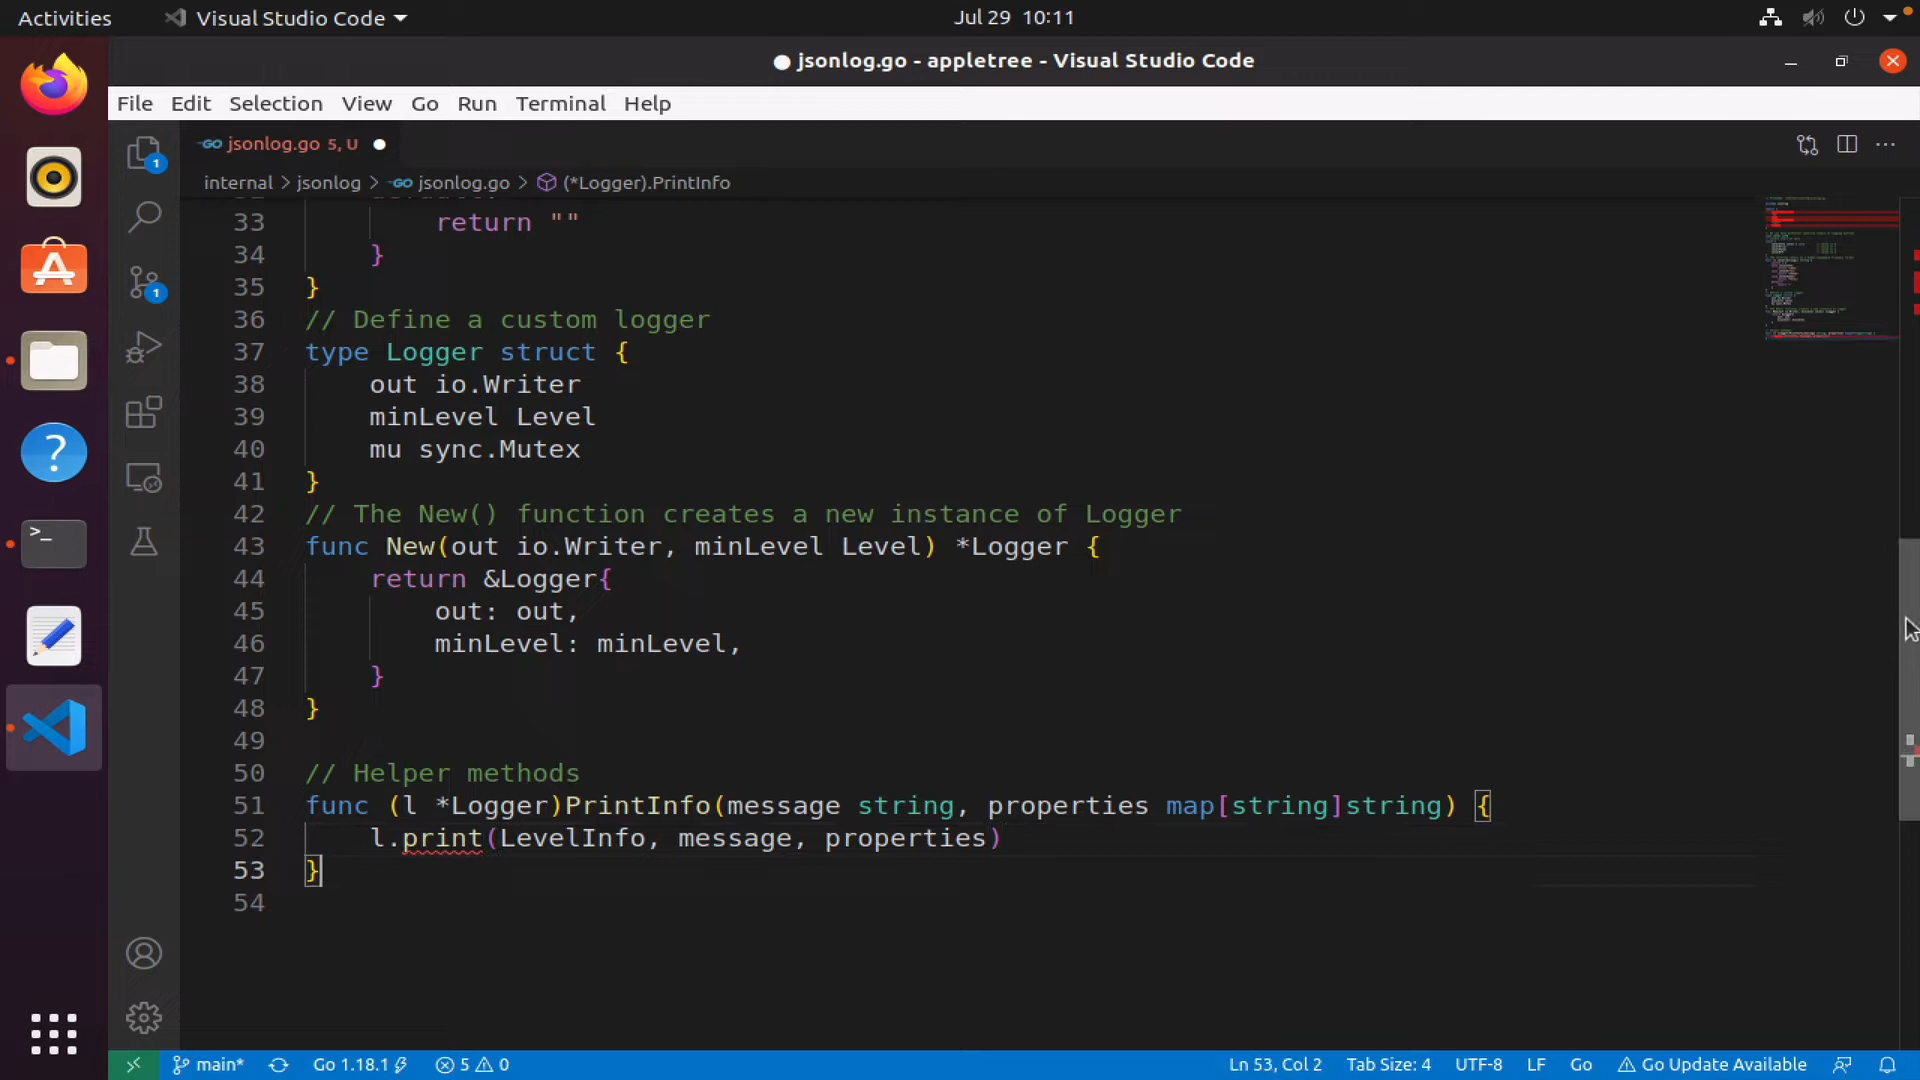 Activities
Visual Studio Code
Jul 29 10:11
jsonlog.go - appletree - Visual Studio Code
File Edit Selection View Go Run Terminal Help
jsonlog.go 5, U
internal > jsonlog > jsonlog.go > (*Logger).PrintInfo
33 return ""
34 }
35 }
36 // Define a custom logger
37 type Logger struct {
38 out io.Writer
39 minLevel Level
40 mu sync.Mutex
41 }
42 // The New() function creates a new instance of Logger
43 func New(out io.Writer, minLevel Level) *Logger {
44 return &Logger{
45 out: out,
46 minLevel: minLevel,
47 }
48 }
49
50 // Helper methods
51 func (l *Logger)PrintInfo(message string, properties map[string]string) {
52 l.print(LevelInfo, message, properties)
53 }
54
1
1
main*
Go 1.18.1
5 0
Ln 53, Col 2
Tab Size: 4
UTF-8
LF
Go
Go Update Available